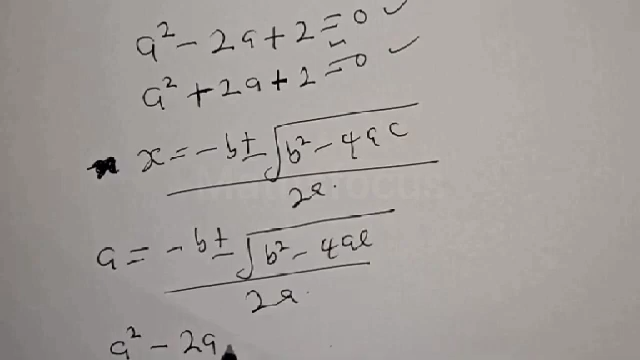 a² - 2a + 2 = 0 ✓
a² + 2a + 2 = 0 ✓
x = -b ± √(b² - 4ac) / 2a.
a = -b ± √(b² - 4ac) / 2a.
a² - 2a